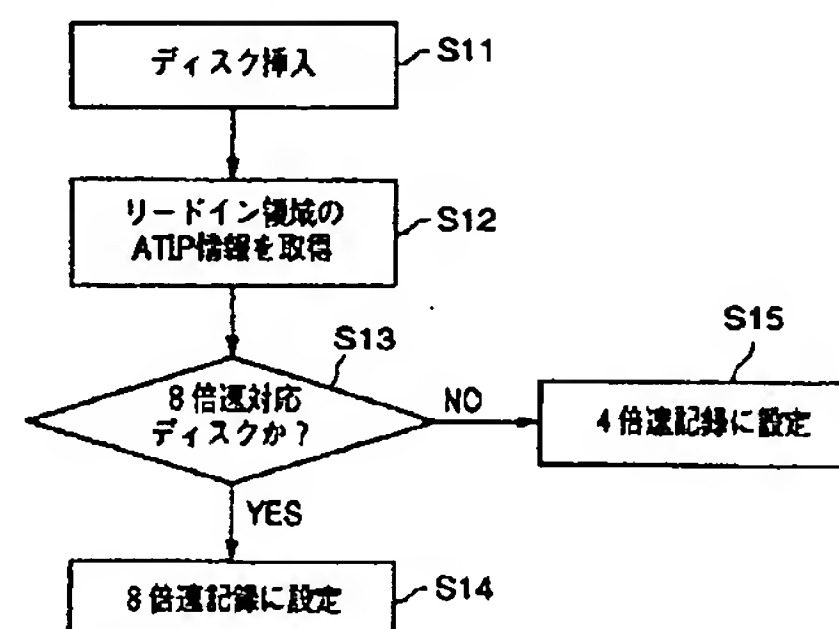 ディスク挿入
S11
リードイン領域の
ATIP情報を取得
S12
S13
8倍速対応
ディスクか?
NO
S15
4倍速記録に設定
YES
8倍速記録に設定
S14